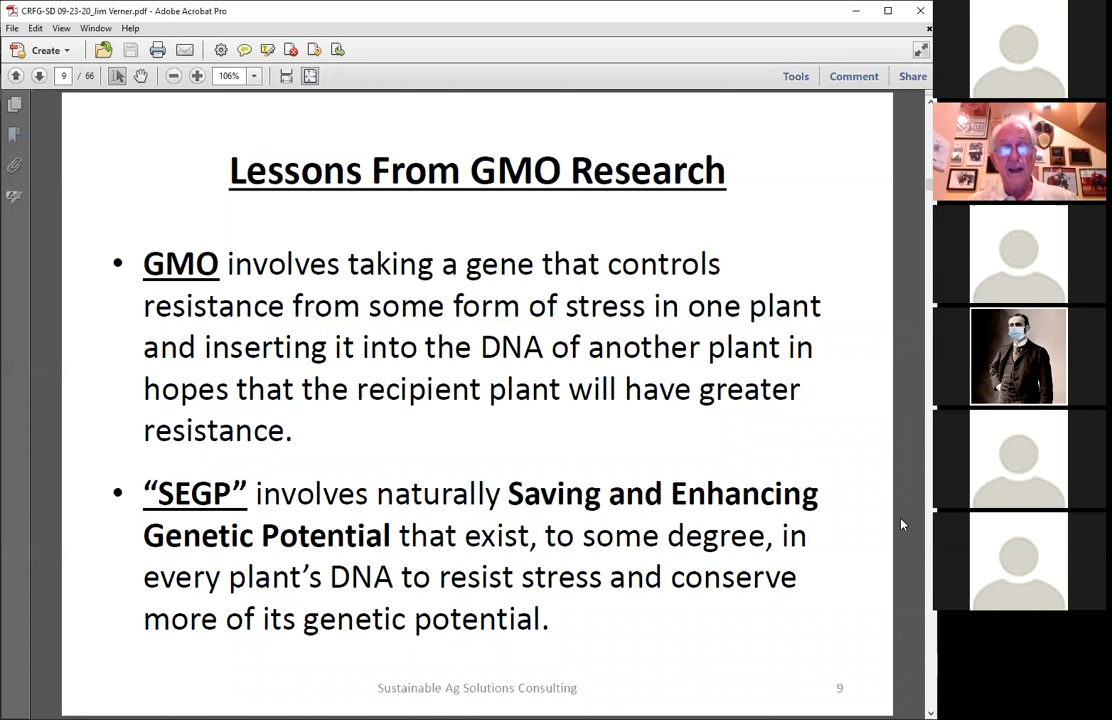 CRFG-SD 09-23-20_Jim Verner.pdf - Adobe Acrobat Pro
File Edit View Window Help
Create
9 / 66 106% Tools Comment Share
Lessons From GMO Research
• GMO involves taking a gene that controls
resistance from some form of stress in one plant
and inserting it into the DNA of another plant in
hopes that the recipient plant will have greater
resistance.
• “SEGP” involves naturally Saving and Enhancing
Genetic Potential that exist, to some degree, in
every plant’s DNA to resist stress and conserve
more of its genetic potential.
Sustainable Ag Solutions Consulting 9